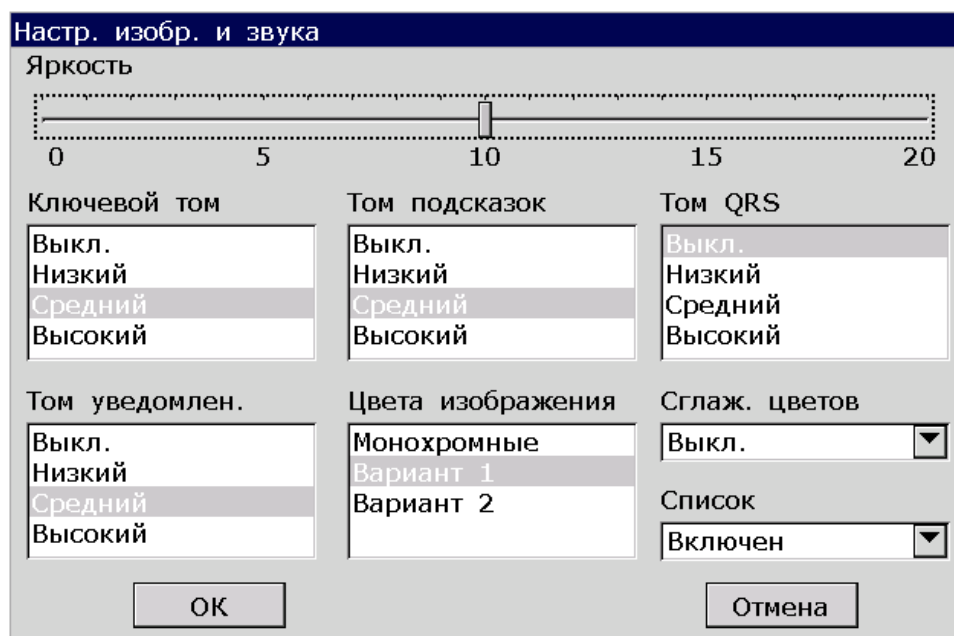 Настр. изобр. и звука
Яркость
0 5 10 15 20
Ключевой том Том подсказок Том QRS
Выкл. Выкл. Выкл.
Низкий Низкий Низкий
Средний Средний Средний
Высокий Высокий Высокий
Том уведомлен. Цвета изображения Сглаж. цветов
Выкл. Монохромные Выкл.
Низкий Вариант 1
Средний Вариант 2 Список
Высокий Включен
OK Отмена